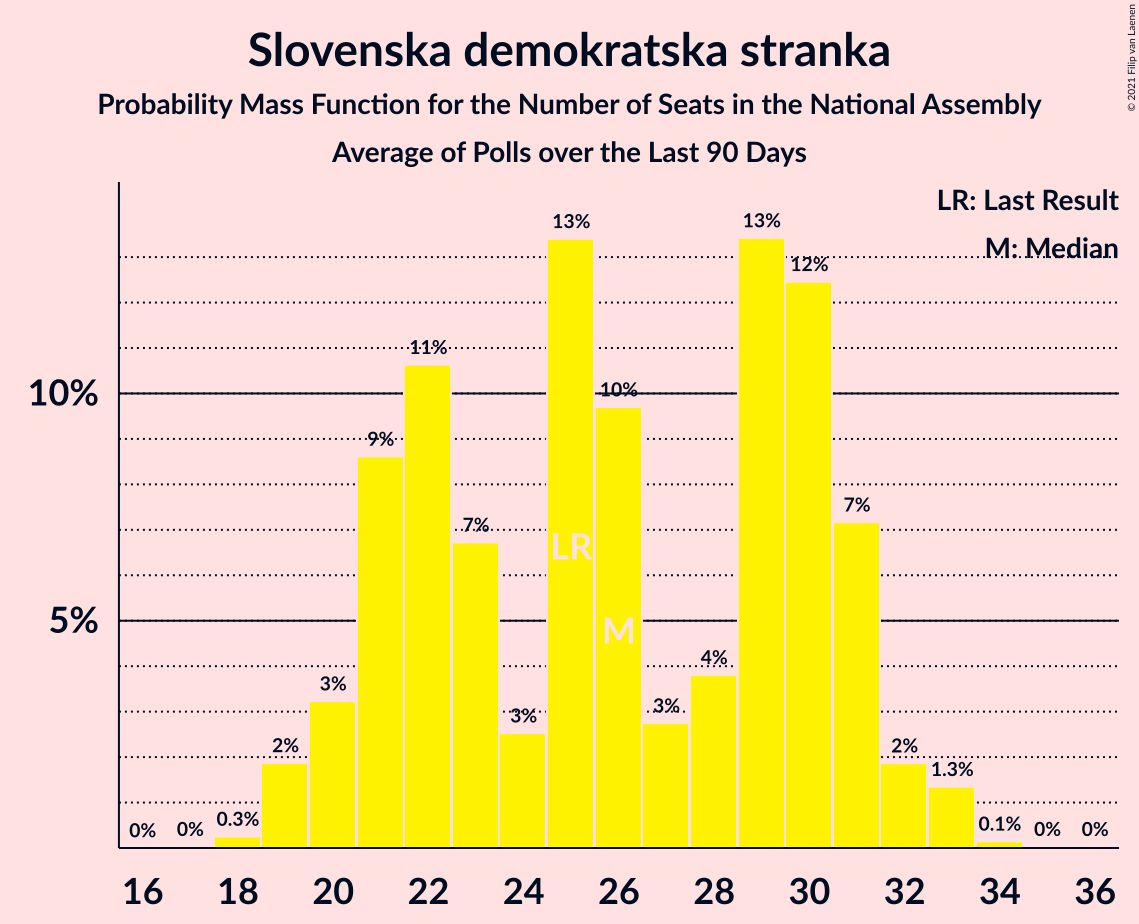 Slovenska demokratska stranka
Probability Mass Function for the Number of Seats in the National Assembly
Average of Polls over the Last 90 Days
© 2021 Filip van Laenen
LR: Last Result
M: Median
10%
5%
0%
0%
0.3%
2%
3%
9%
11%
7%
3%
13%
10%
3%
4%
13%
12%
7%
2%
1.3%
0.1%
0%
0%
LR
M
16 18 20 22 24 26 28 30 32 34 36